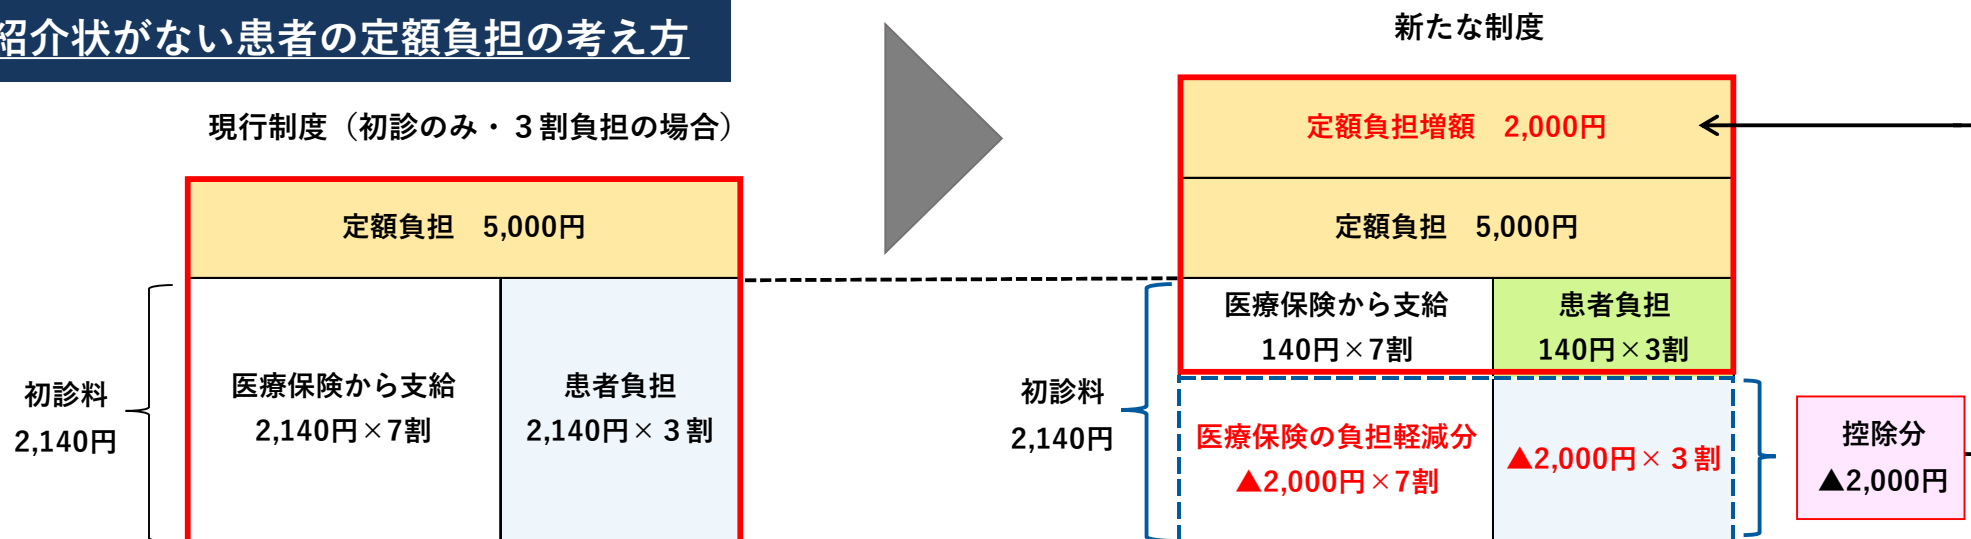 紹介状がない患者の定額負担の考え方
現行制度（初診のみ・３割負担の場合）
定額負担　5,000円
初診料
2,140円
医療保険から支給
2,140円×7割
患者負担
2,140円×３割
新たな制度
定額負担増額　2,000円
定額負担　5,000円
医療保険から支給
140円×7割
患者負担
140円×3割
初診料
2,140円
医療保険の負担軽減分
▲2,000円×7割
▲2,000円×３割
控除分
▲2,000円